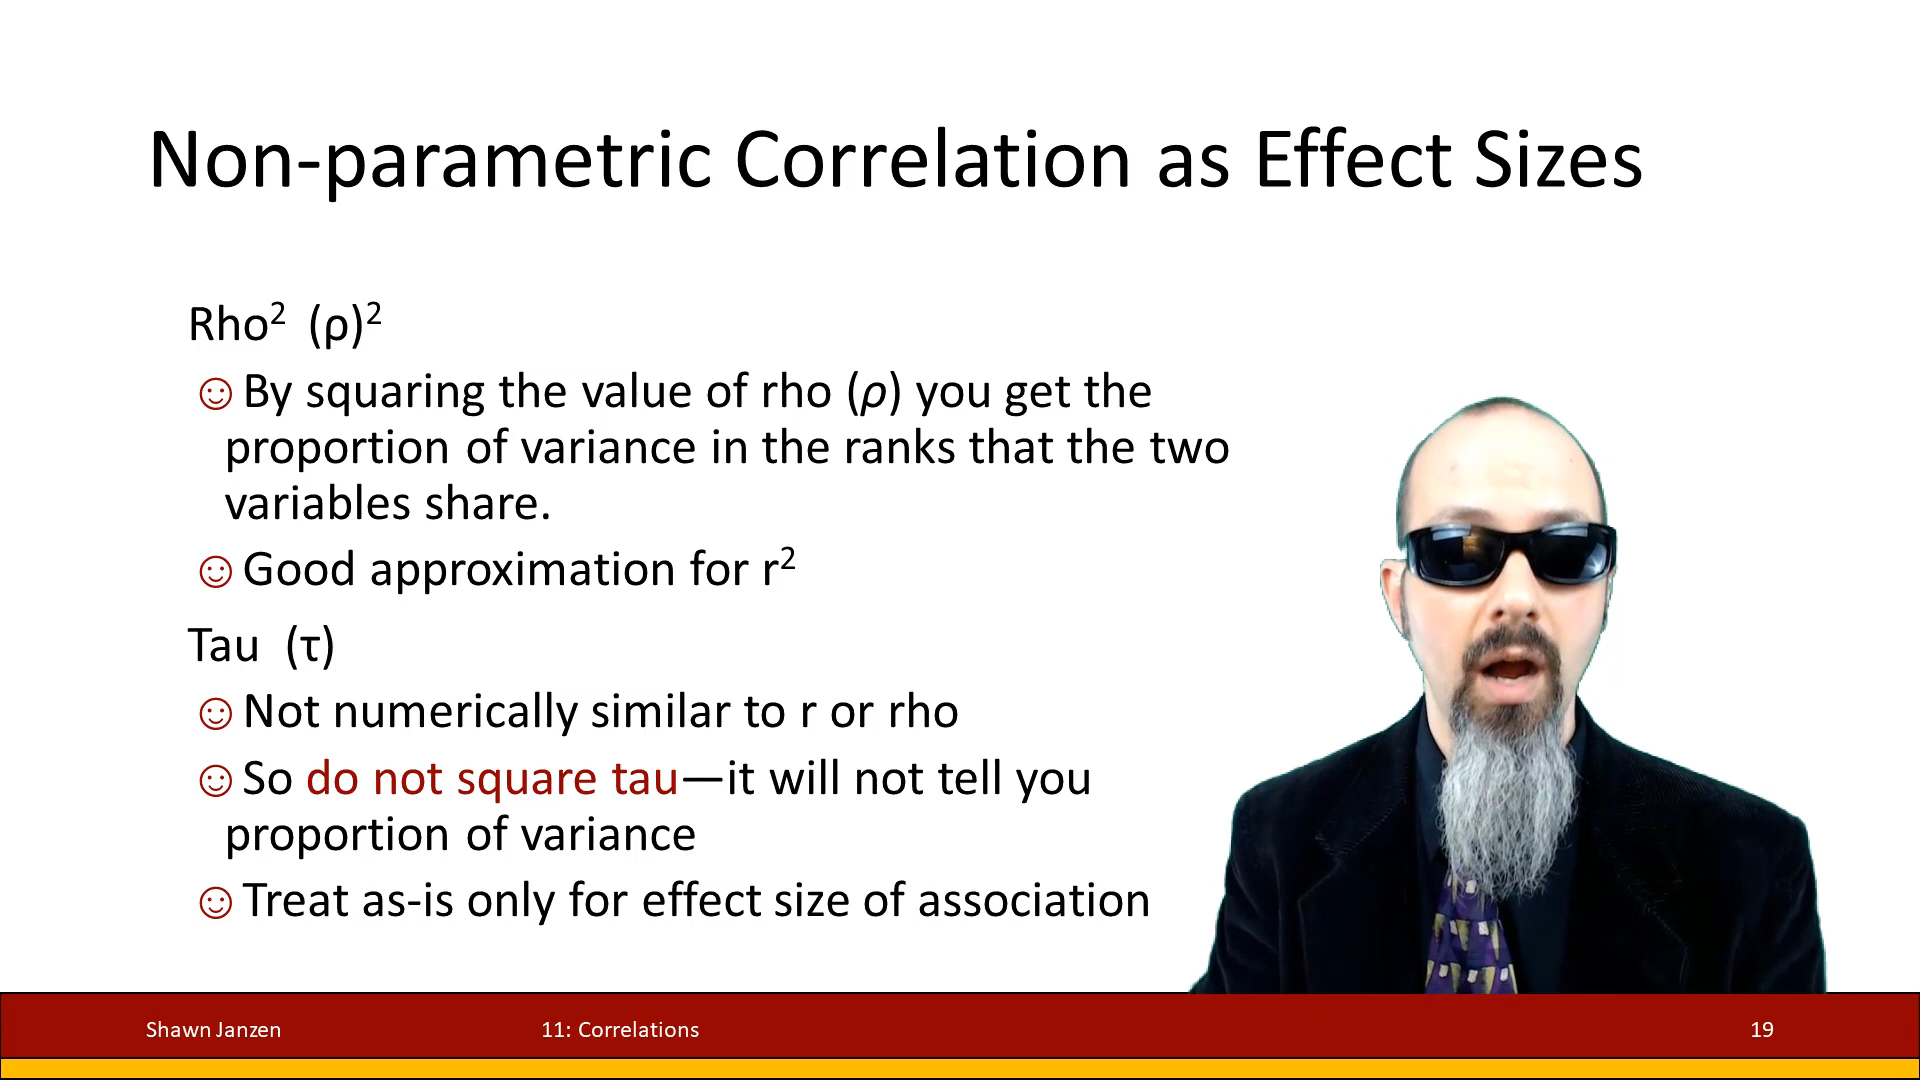 Non-parametric Correlation as Effect Sizes
Rho² (ρ)²
☺By squaring the value of rho (ρ) you get the
proportion of variance in the ranks that the two
variables share.
☺Good approximation for r²
Tau (τ)
☺Not numerically similar to r or rho
☺So do not square tau—it will not tell you
proportion of variance
☺Treat as-is only for effect size of association
Shawn Janzen 11: Correlations 19